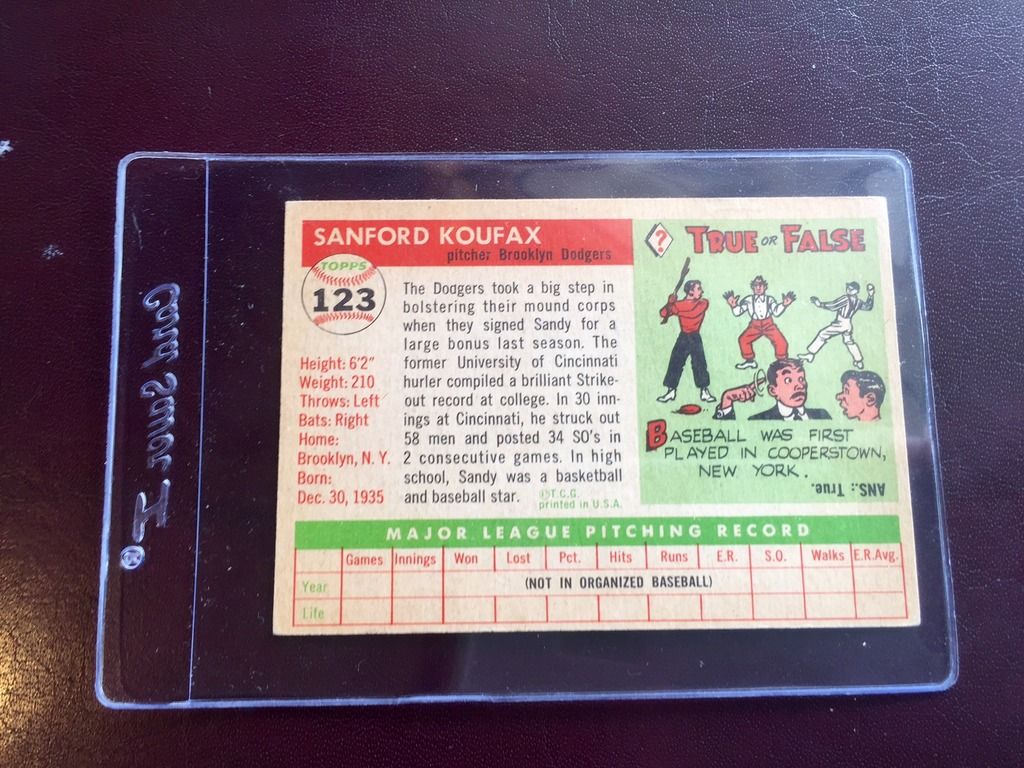 SANFORD KOUFAX
pitcher Brooklyn Dodgers
TOPPS
123
Height: 6'2"
Weight: 210
Throws: Left
Bats: Right
Home:
Brooklyn, N. Y.
Born:
Dec. 30, 1935
The Dodgers took a big step in
bolstering their mound corps
when they signed Sandy for a
large bonus last season. The
former University of Cincinnati
hurler compiled a brilliant Strike-
out record at college. In 30 inn-
ings at Cincinnati, he struck out
58 men and posted 34 SO's in
2 consecutive games. In high
school, Sandy was a basketball
and baseball star.
©T.C.G.
printed in U.S.A.
?
TRUE OR FALSE
BASEBALL WAS FIRST
PLAYED IN COOPERSTOWN,
NEW YORK.
ANS.: True.
MAJOR LEAGUE PITCHING RECORD
Games Innings Won Lost Pct. Hits Runs E.R. S.O. Walks E.R.Avg.
Year (NOT IN ORGANIZED BASEBALL)
Life
Card Saver I®